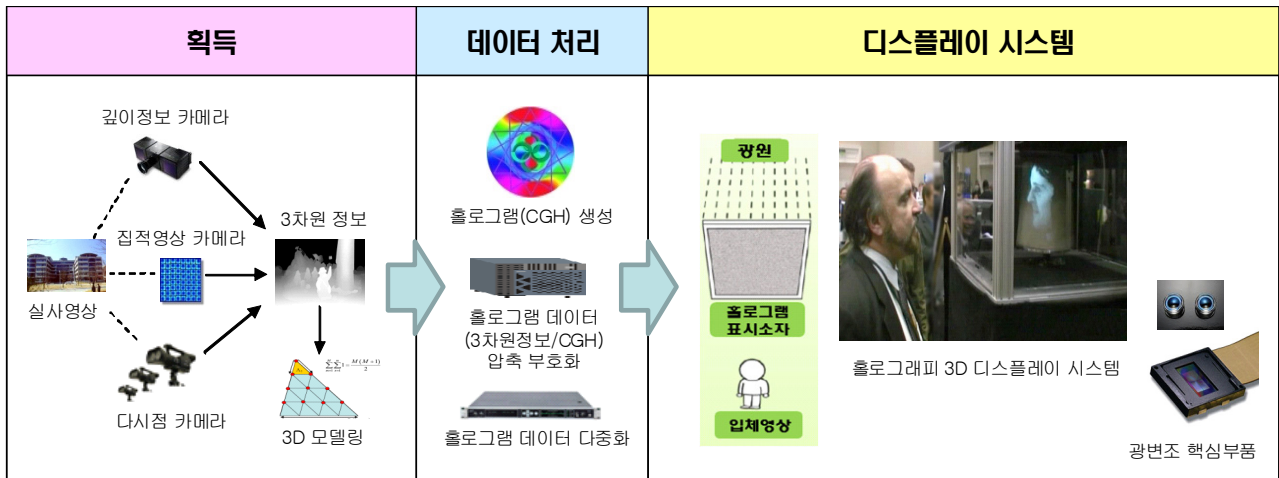 획득
데이터 처리
디스플레이 시스템
깊이정보 카메라
3차원 정보
집적영상 카메라
실사영상
다시점 카메라
3D 모델링
홀로그램(CGH) 생성
홀로그램 데이터
(3차원정보/CGH)
압축 부호화
홀로그램 데이터 다중화
광원
홀로그램
표시소자
입체영상
홀로그래피 3D 디스플레이 시스템
광변조 핵심부품